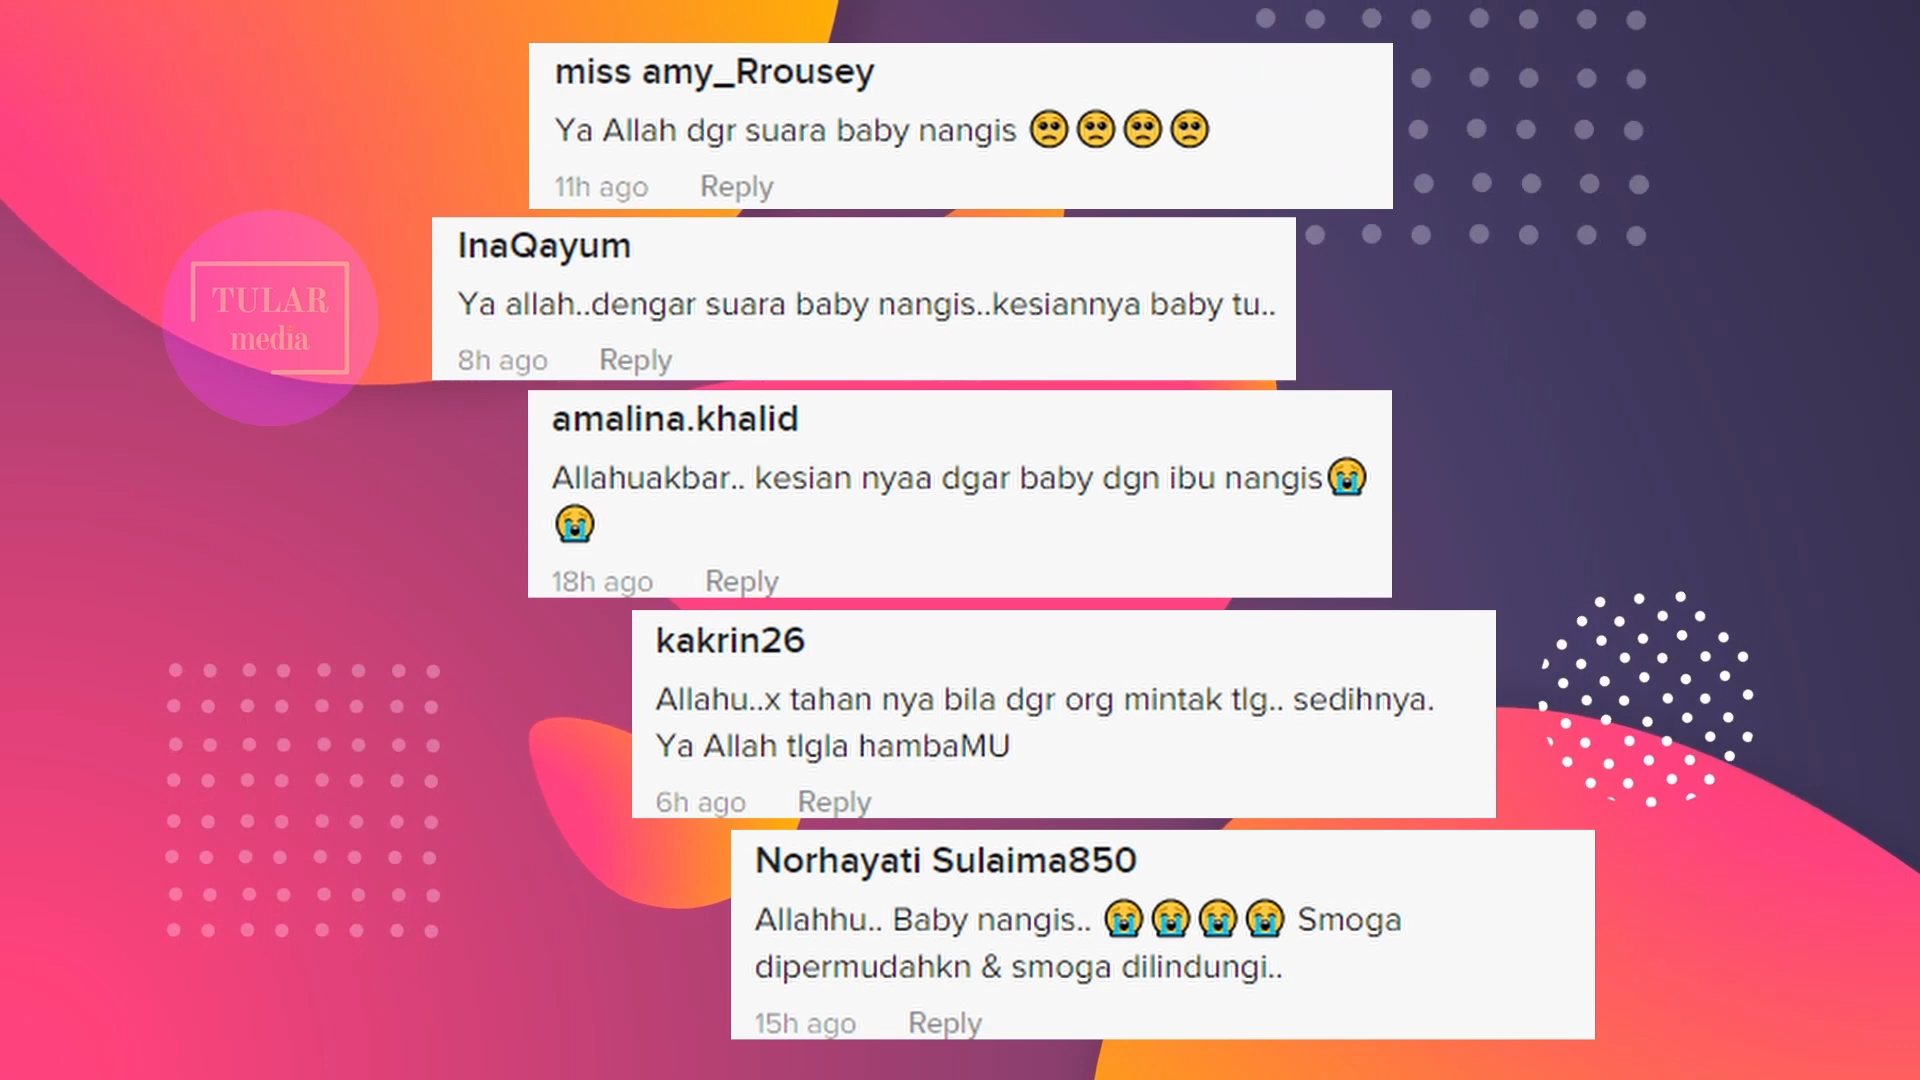 miss amy_Rrousey
Ya Allah dgr suara baby nangis 🥺🥺🥺🥺
11h ago Reply
InaQayum
Ya allah..dengar suara baby nangis..kesiannya baby tu..
8h ago Reply
TULAR
media
amalina.khalid
Allahuakbar.. kesian nyaa dgar baby dgn ibu nangis😭
😭
18h ago Reply
kakrin26
Allahu..x tahan nya bila dgr org mintak tlg.. sedihnya.
Ya Allah tlgla hambaMU
6h ago Reply
Norhayati Sulaima850
Allahhu.. Baby nangis.. 😭😭😭😭 Smoga
dipermudahkn & smoga dilindungi..
15h ago Reply